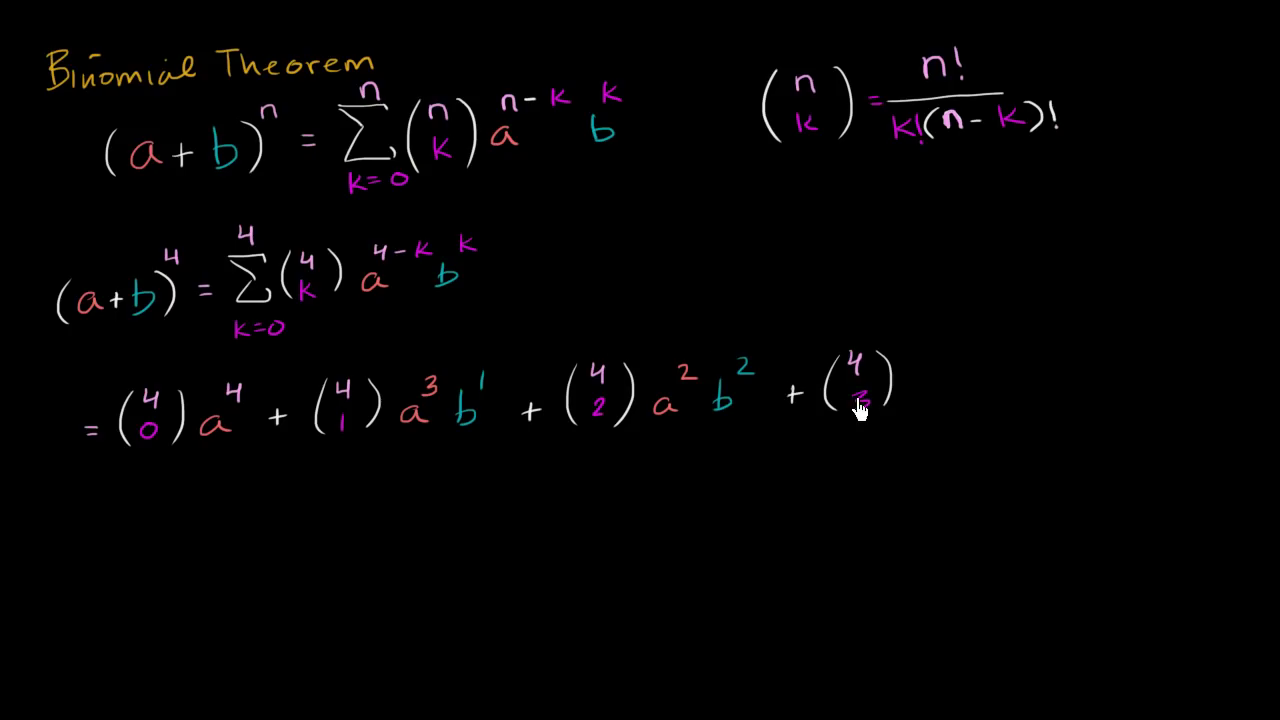 Binomial Theorem
(a + b)^n = \sum_{k=0}^{n} \binom{n}{k} a^{n-k} b^k
\binom{n}{k} = \frac{n!}{k!(n-k)!}
(a+b)^4 = \sum_{k=0}^{4} \binom{4}{k} a^{4-k} b^k
= \binom{4}{0} a^4 + \binom{4}{1} a^3 b^1 + \binom{4}{2} a^2 b^2 + \binom{4}{3}